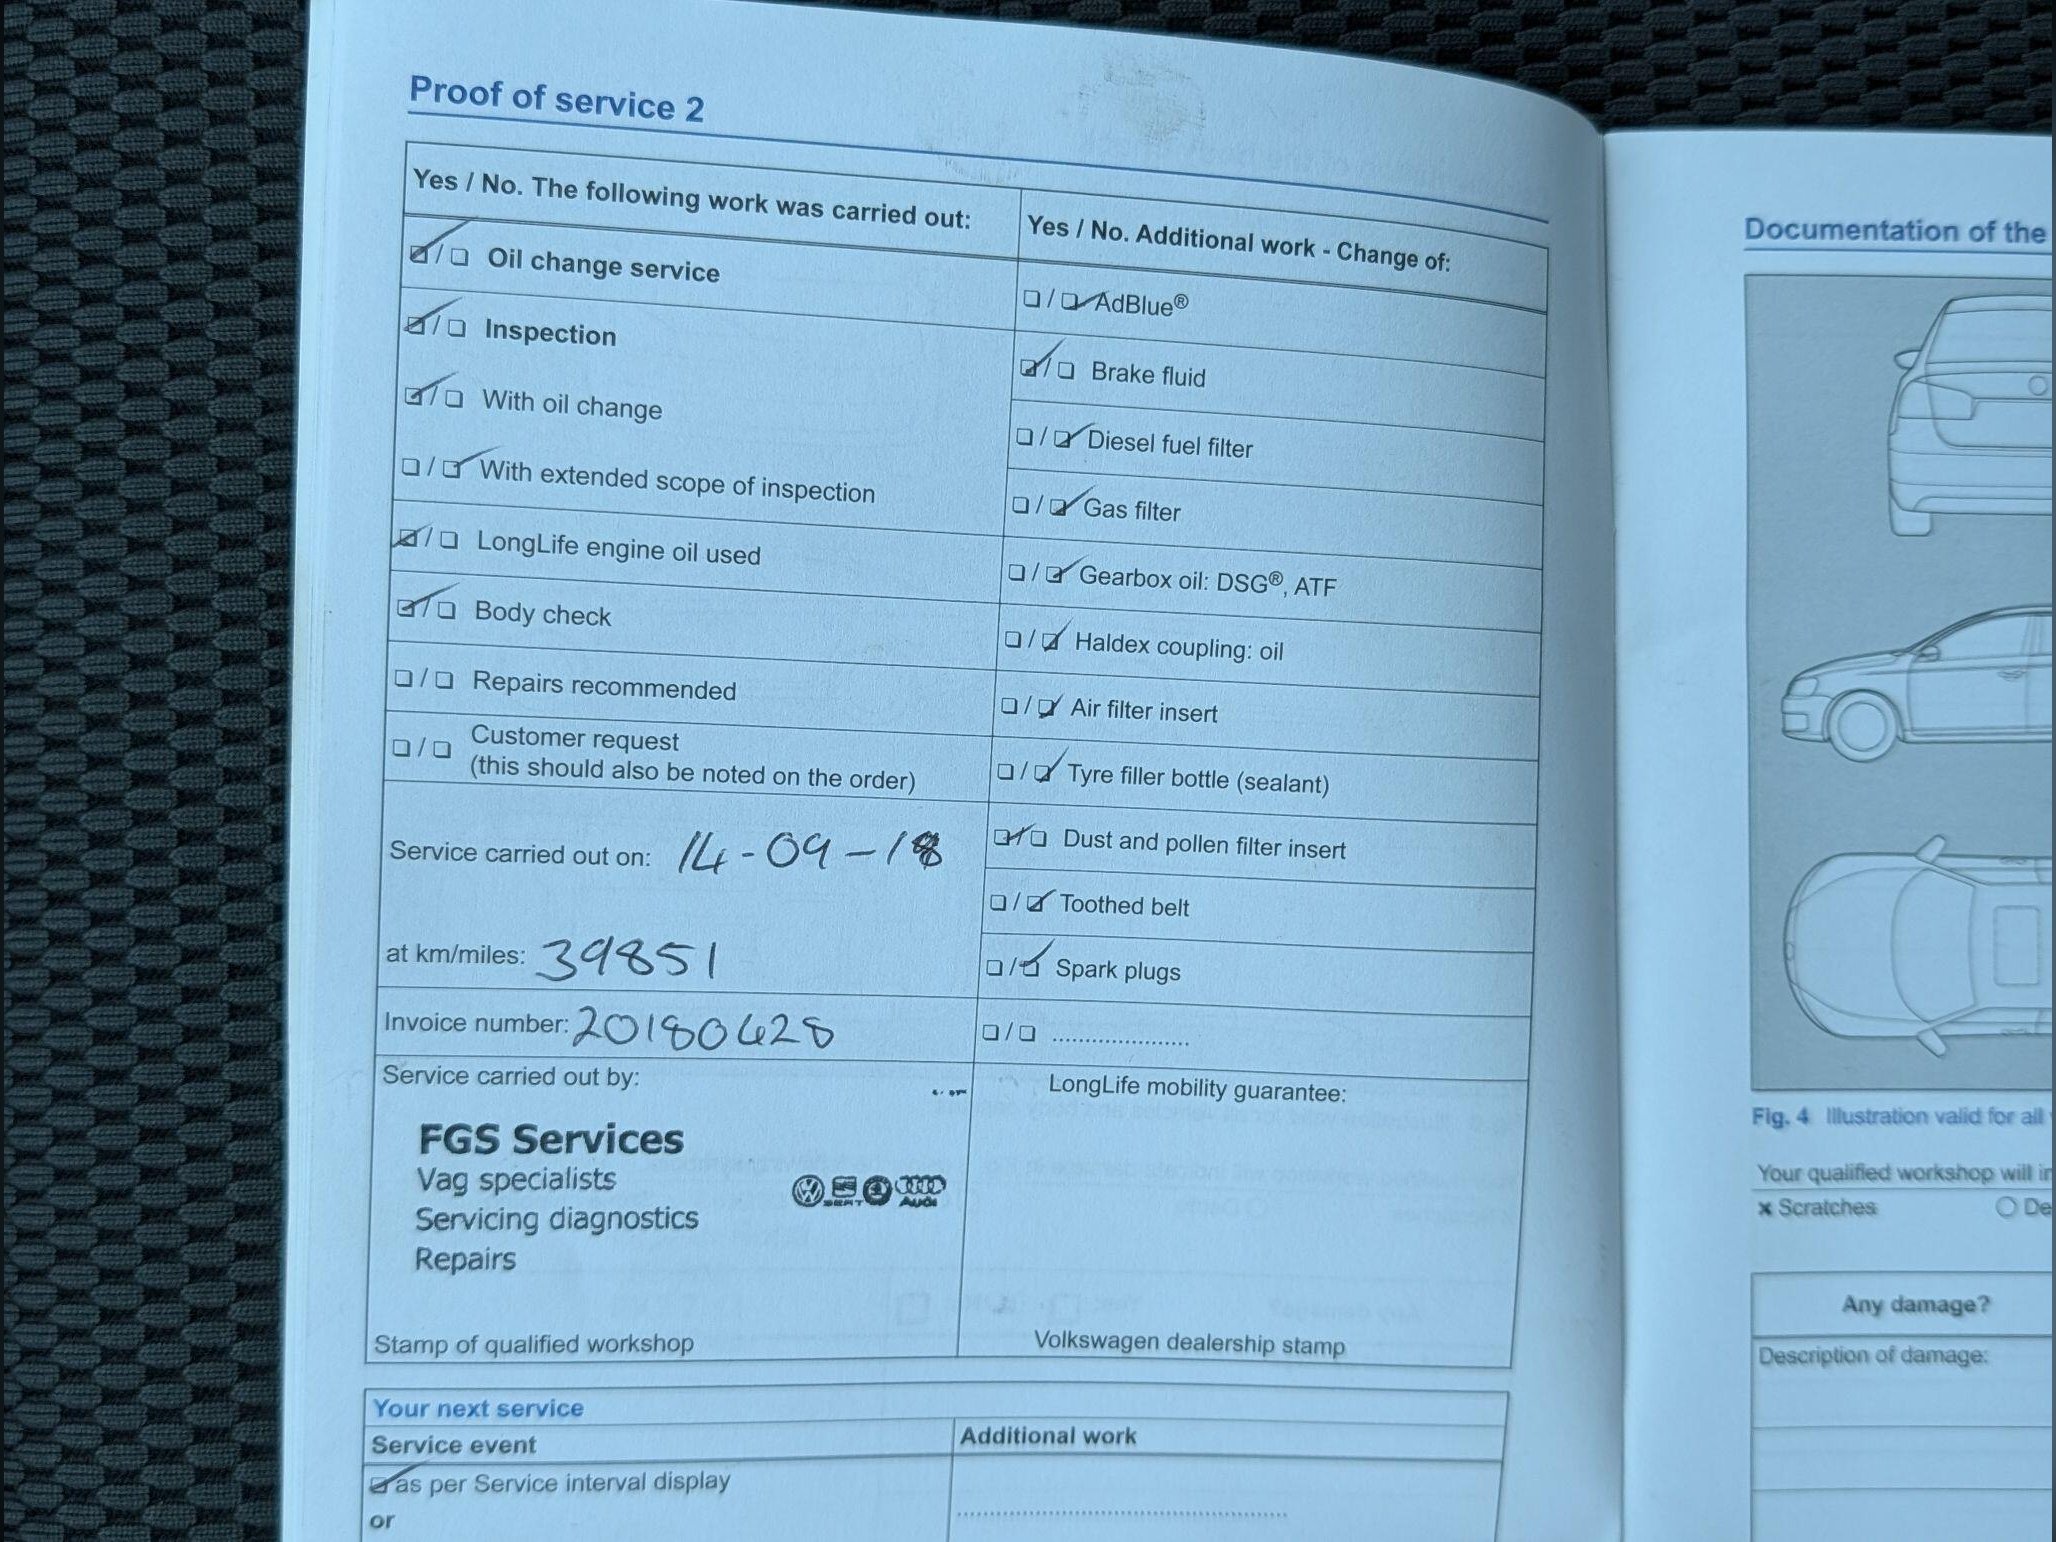 Proof of service 2
Yes / No. The following work was carried out:
Oil change service
Inspection
With oil change
With extended scope of inspection
LongLife engine oil used
Body check
Repairs recommended
Customer request
(this should also be noted on the order)
Service carried out on: 14-09-18
at km/miles: 39851
Invoice number: 20180428
Service carried out by:
FGS Services
Vag specialists
Servicing diagnostics
Repairs
SEAT
AUDI
Stamp of qualified workshop
Yes / No. Additional work - Change of:
AdBlue®
Brake fluid
Diesel fuel filter
Gas filter
Gearbox oil: DSG®, ATF
Haldex coupling: oil
Air filter insert
Tyre filler bottle (sealant)
Dust and pollen filter insert
Toothed belt
Spark plugs
LongLife mobility guarantee:
Volkswagen dealership stamp
Your next service
Service event
as per Service interval display
or
Additional work
Documentation of the
Fig. 4 Illustration valid for all
Your qualified workshop will
Scratches
Any damage?
Description of damage: